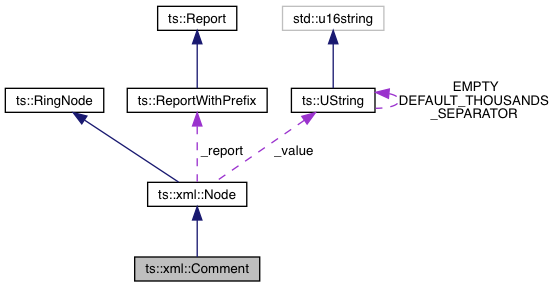 ts::Report
std::u16string
ts::RingNode
ts::ReportWithPrefix
ts::UString
EMPTY
DEFAULT_THOUSANDS
_SEPARATOR
_report
_value
ts::xml::Node
ts::xml::Comment